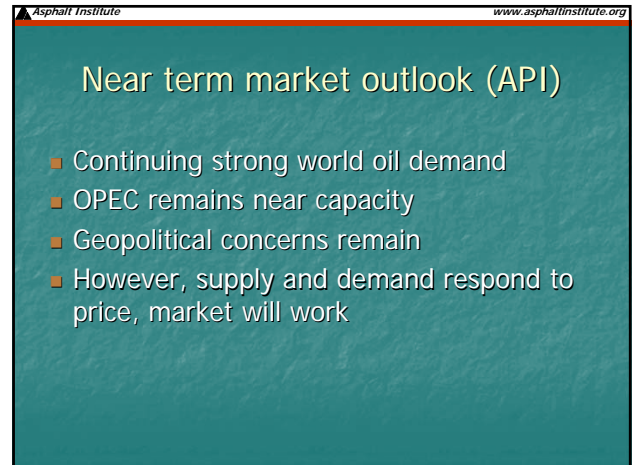 Asphalt Institute www.asphaltinstitute.org
Near term market outlook (API)
Continuing strong world oil demand
OPEC remains near capacity
Geopolitical concerns remain
However, supply and demand respond to
price, market will work